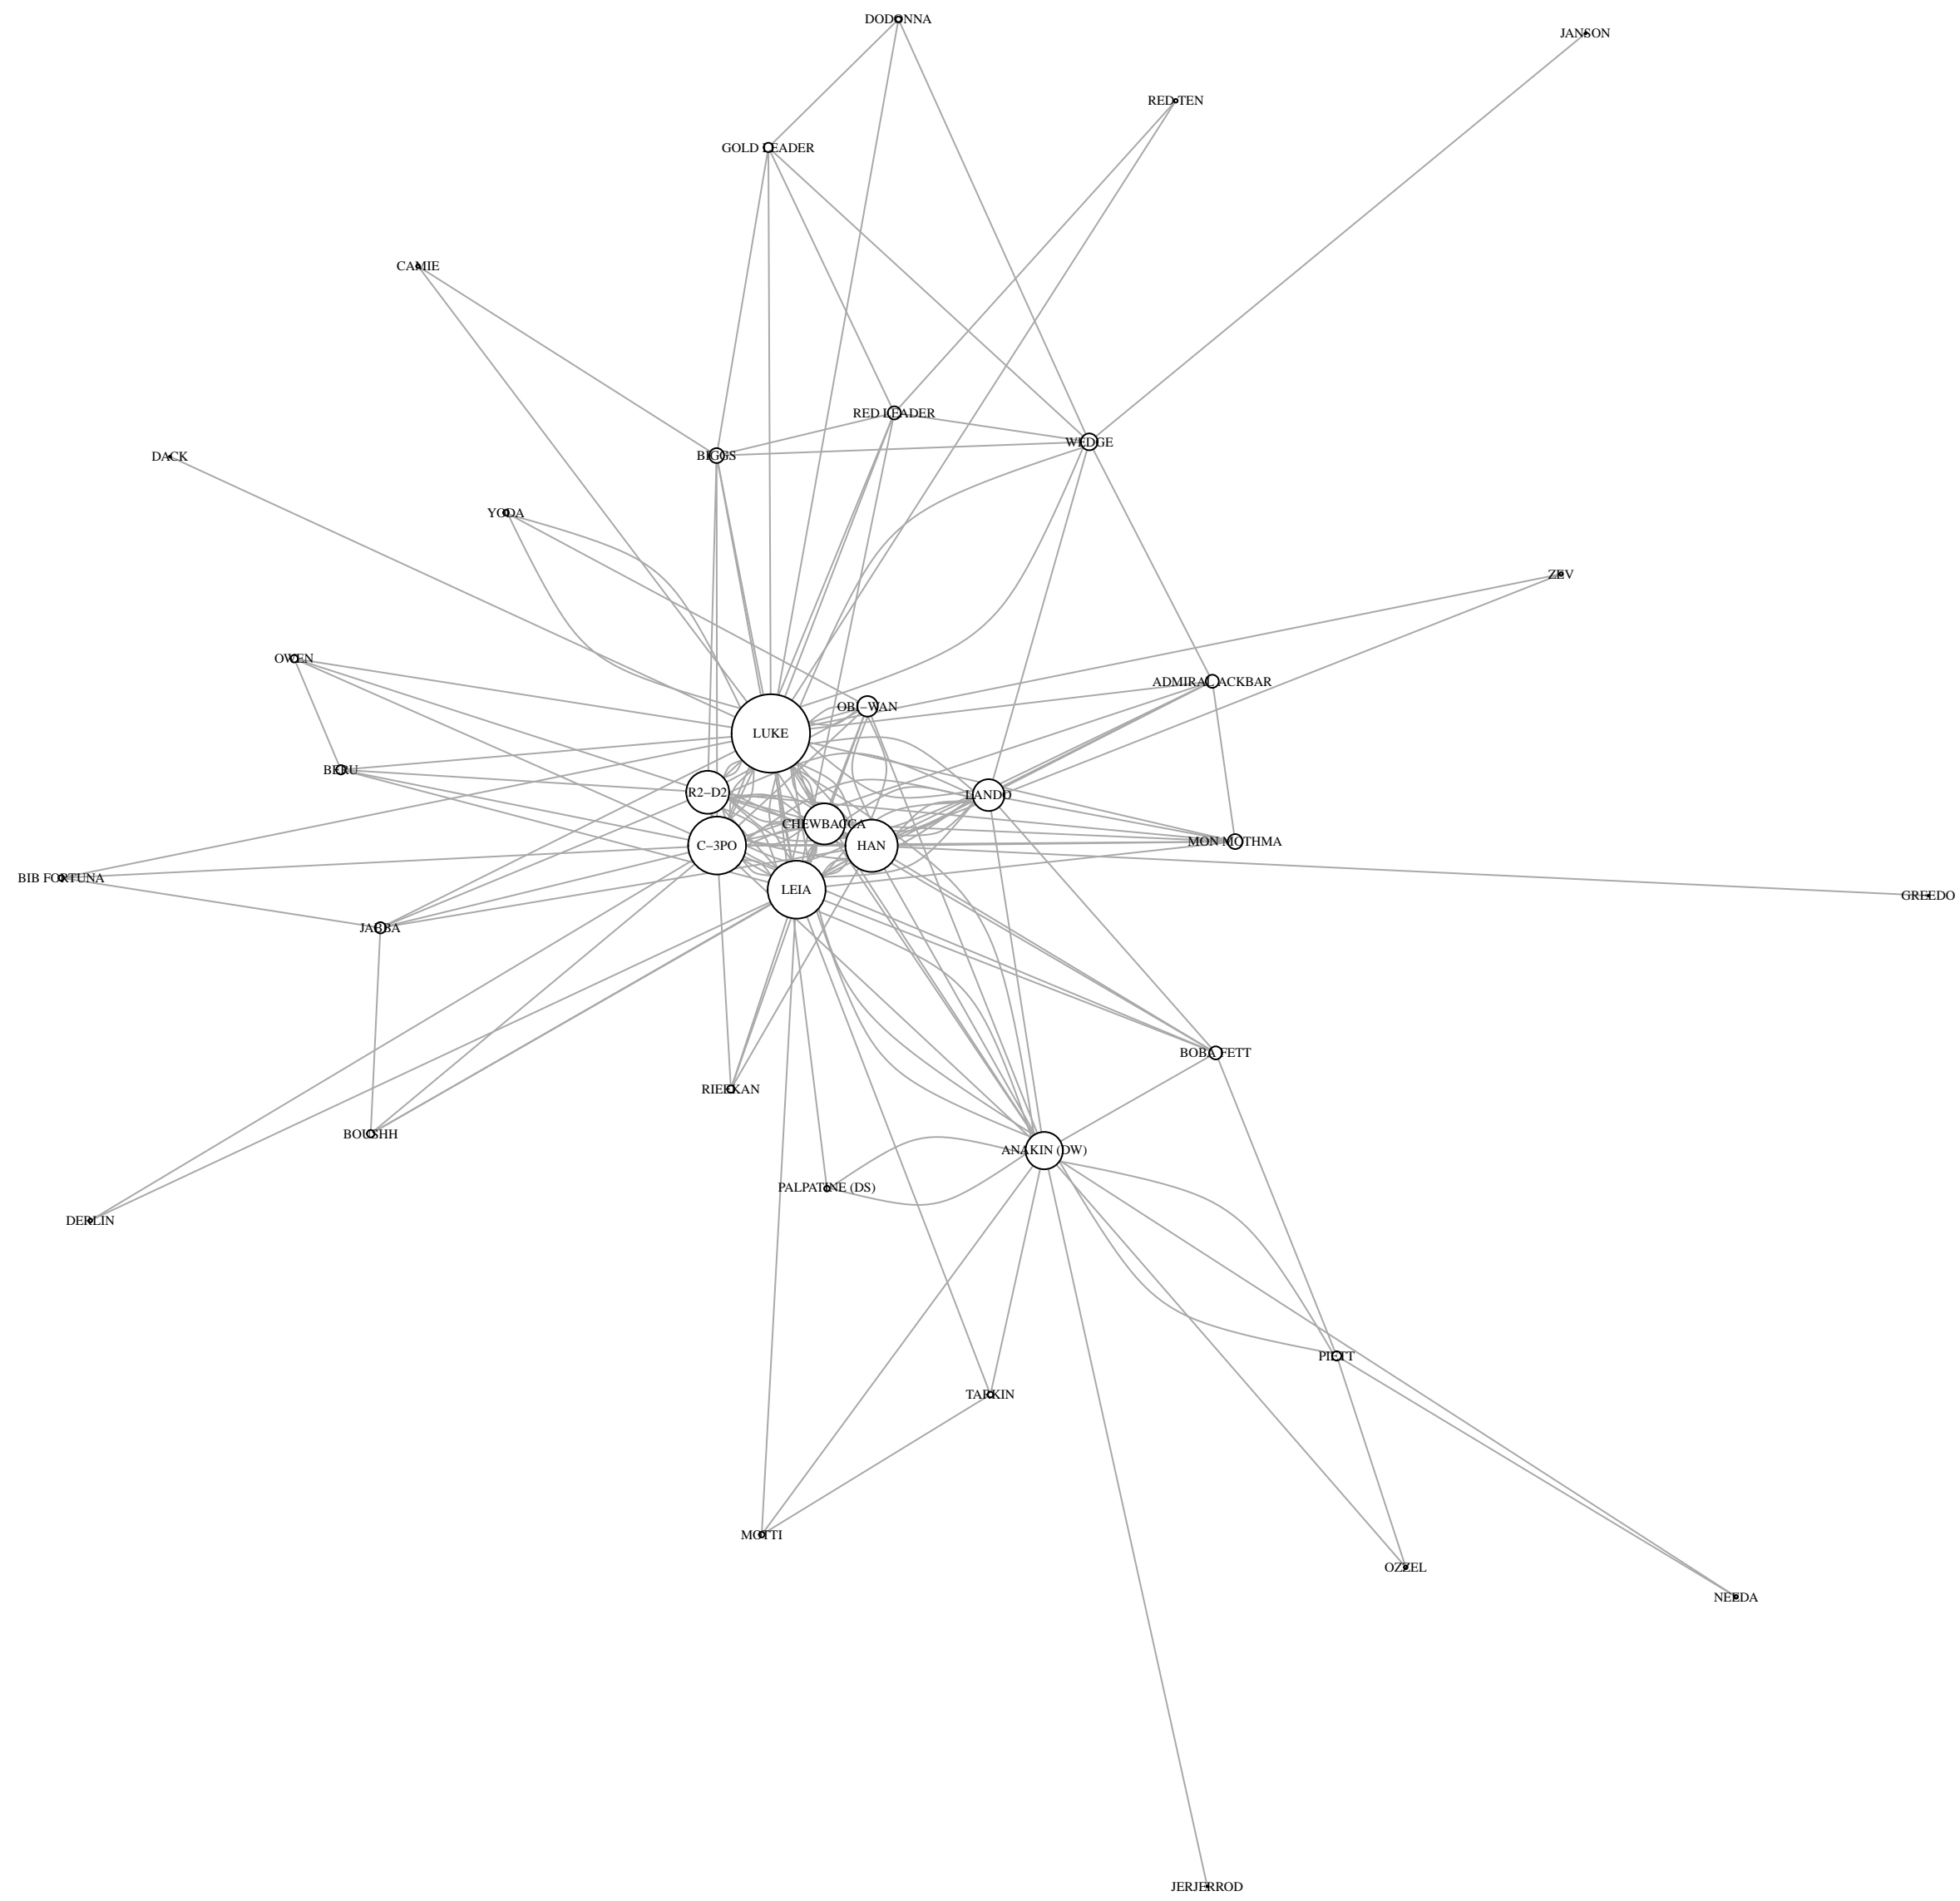 DODONNA
JANSON
RED TEN
GOLD LEADER
CAMIE
RED LEADER
WEDGE
BIGGS
DACK
YODA
ZEV
OWEN
ADMIRAL ACKBAR
OBI−WAN
LUKE
BERU
R2−D2
LANDO
CHEWBACCA
MON MOTHMA
C−3PO
HAN
BIB FORTUNA
LEIA
GREEDO
JABBA
BOBA FETT
RIEEKAN
BOUSHH
ANAKIN (DW)
PALPATINE (DS)
DERLIN
PIETT
TARKIN
MOTTI
OZZEL
NEEDA
JERJERROD